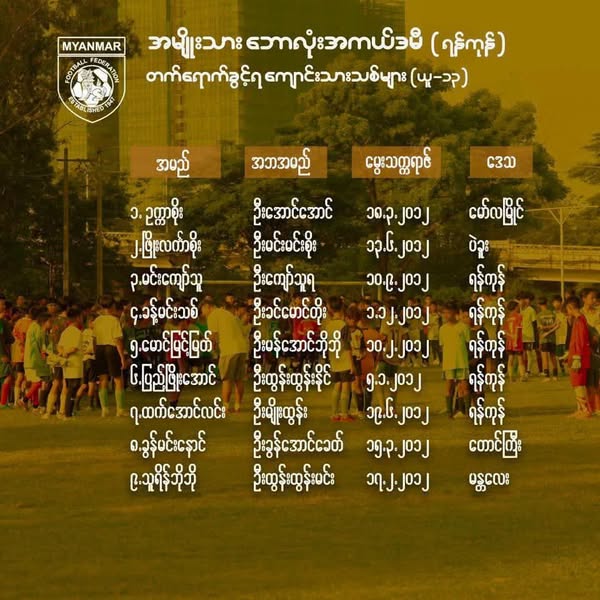 MYANMAR
FOOTBALL FEDERATION
ESTABLISHED 1947
အမျိုးသား ဘောလုံးအကယ်ဒမီ ( ရန်ကုန် )
တက်ရောက်ခွင့်ရ ကျောင်းသားသစ်များ (ယူ-၁၃)
အမည် အဘအမည် မွေးသက္ကရာဇ် ဒေသ
၁. ဥက္ကာစိုး ဦးအောင်အောင် ၁၈.၃.၂၀၁၂ မော်လမြိုင်
၂.ဖြိုးလင်္ကာစိုး ဦးမင်းမင်းစိုး ၁၃.၆.၂၀၁၂ ပဲခူး
၃.မင်းကျော်သူ ဦးကျော်သူရ ၁၀.၉.၂၀၁၂ ရန်ကုန်
၄.ခန့်မင်းသစ် ဦးခင်မောင်တိုး ၁.၁၂.၂၀၁၂ ရန်ကုန်
၅.မောင်မြင့်မြတ် ဦးမန်အောင်ဘိုဘို ၁၀.၂.၂၀၁၂ ရန်ကုန်
၆.ပြည်ဖြိုးအောင် ဦးထွန်းထွန်းနိုင် ၅.၁.၂၀၁၂ ရန်ကုန်
၇.ထက်အောင်လင်း ဦးမျိုးထွန်း ၁၉.၆.၂၀၁၂ ရန်ကုန်
၈.ခွန်မင်းနောင် ဦးခွန်အောင်ခေတ် ၁၅.၃.၂၀၁၂ တောင်ကြီး
၉.သူရိန်ဘိုဘို ဦးထွန်းထွန်းမင်း ၁၇.၂.၂၀၁၂ မန္တလေး